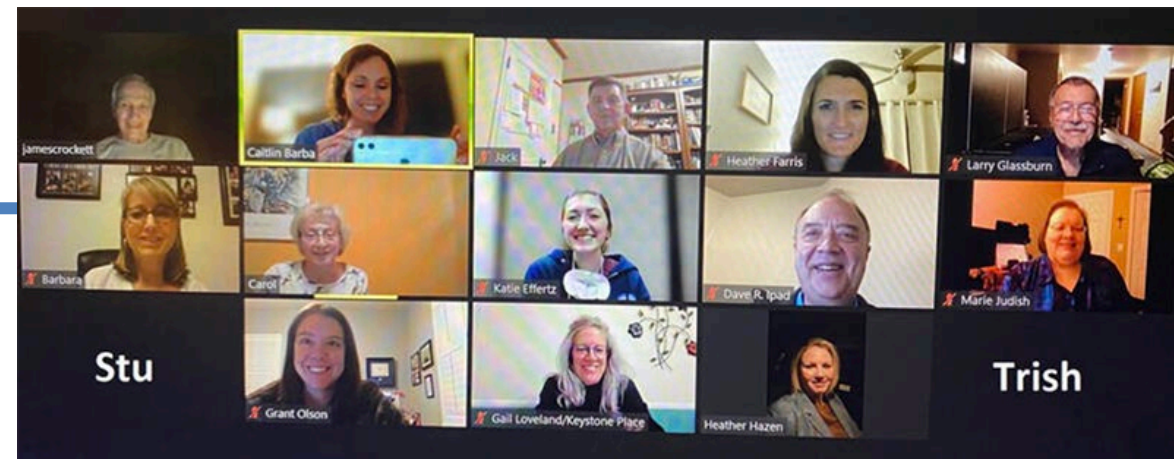 jamescrockett
Caitlin Barba
Jack
Heather Farris
Larry Glassburn
Barbara
Carol
Katie Effertz
Dave R. Ipad
Marie Judish
Stu
Grant Olson
Gail Loveland/Keystone Place
Heather Hazen
Trish